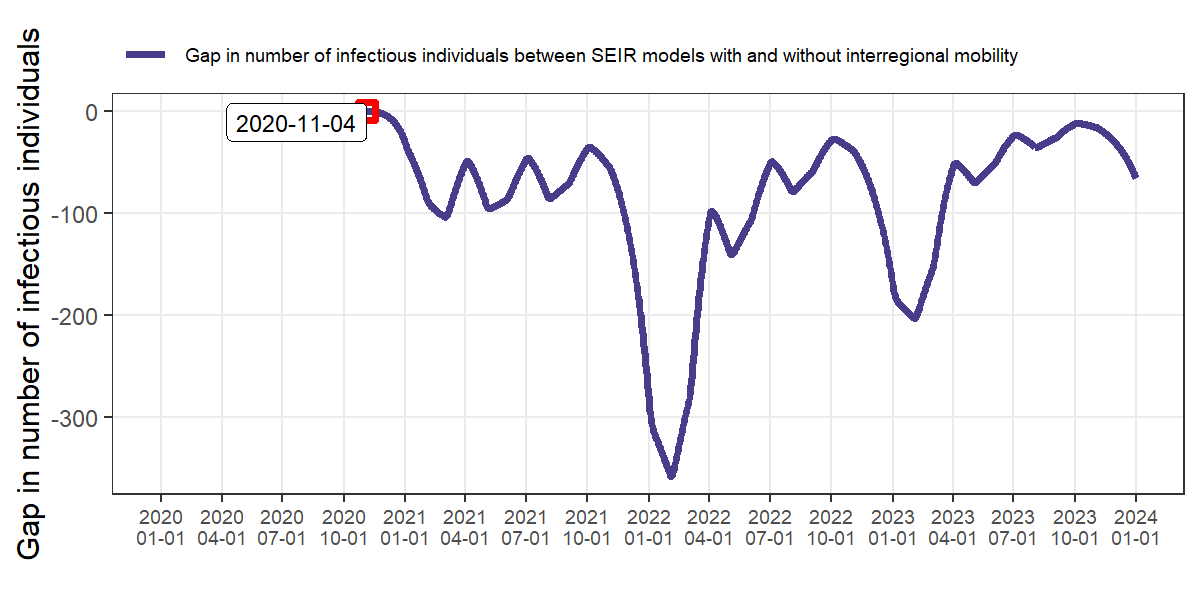 Gap in number of infectious individuals between SEIR models with and without interregional mobility
Gap in number of infectious individuals
0
-100
-200
-300
2020-11-04
2020 2020 2020 2020 2021 2021 2021 2021 2022 2022 2022 2022 2023 2023 2023 2023 2024
01-01 04-01 07-01 10-01 01-01 04-01 07-01 10-01 01-01 04-01 07-01 10-01 01-01 04-01 07-01 10-01 01-01